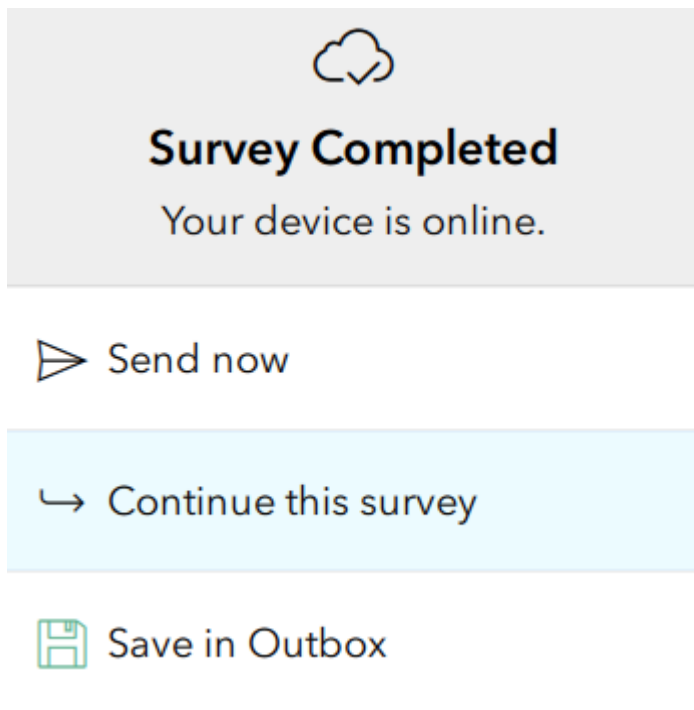 Survey Completed
Your device is online.
Send now
Continue this survey
Save in Outbox